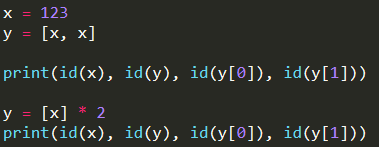 x = 123
y = [x, x]
print(id(x), id(y), id(y[0]), id(y[1]))
y = [x] * 2
print(id(x), id(y), id(y[0]), id(y[1]))